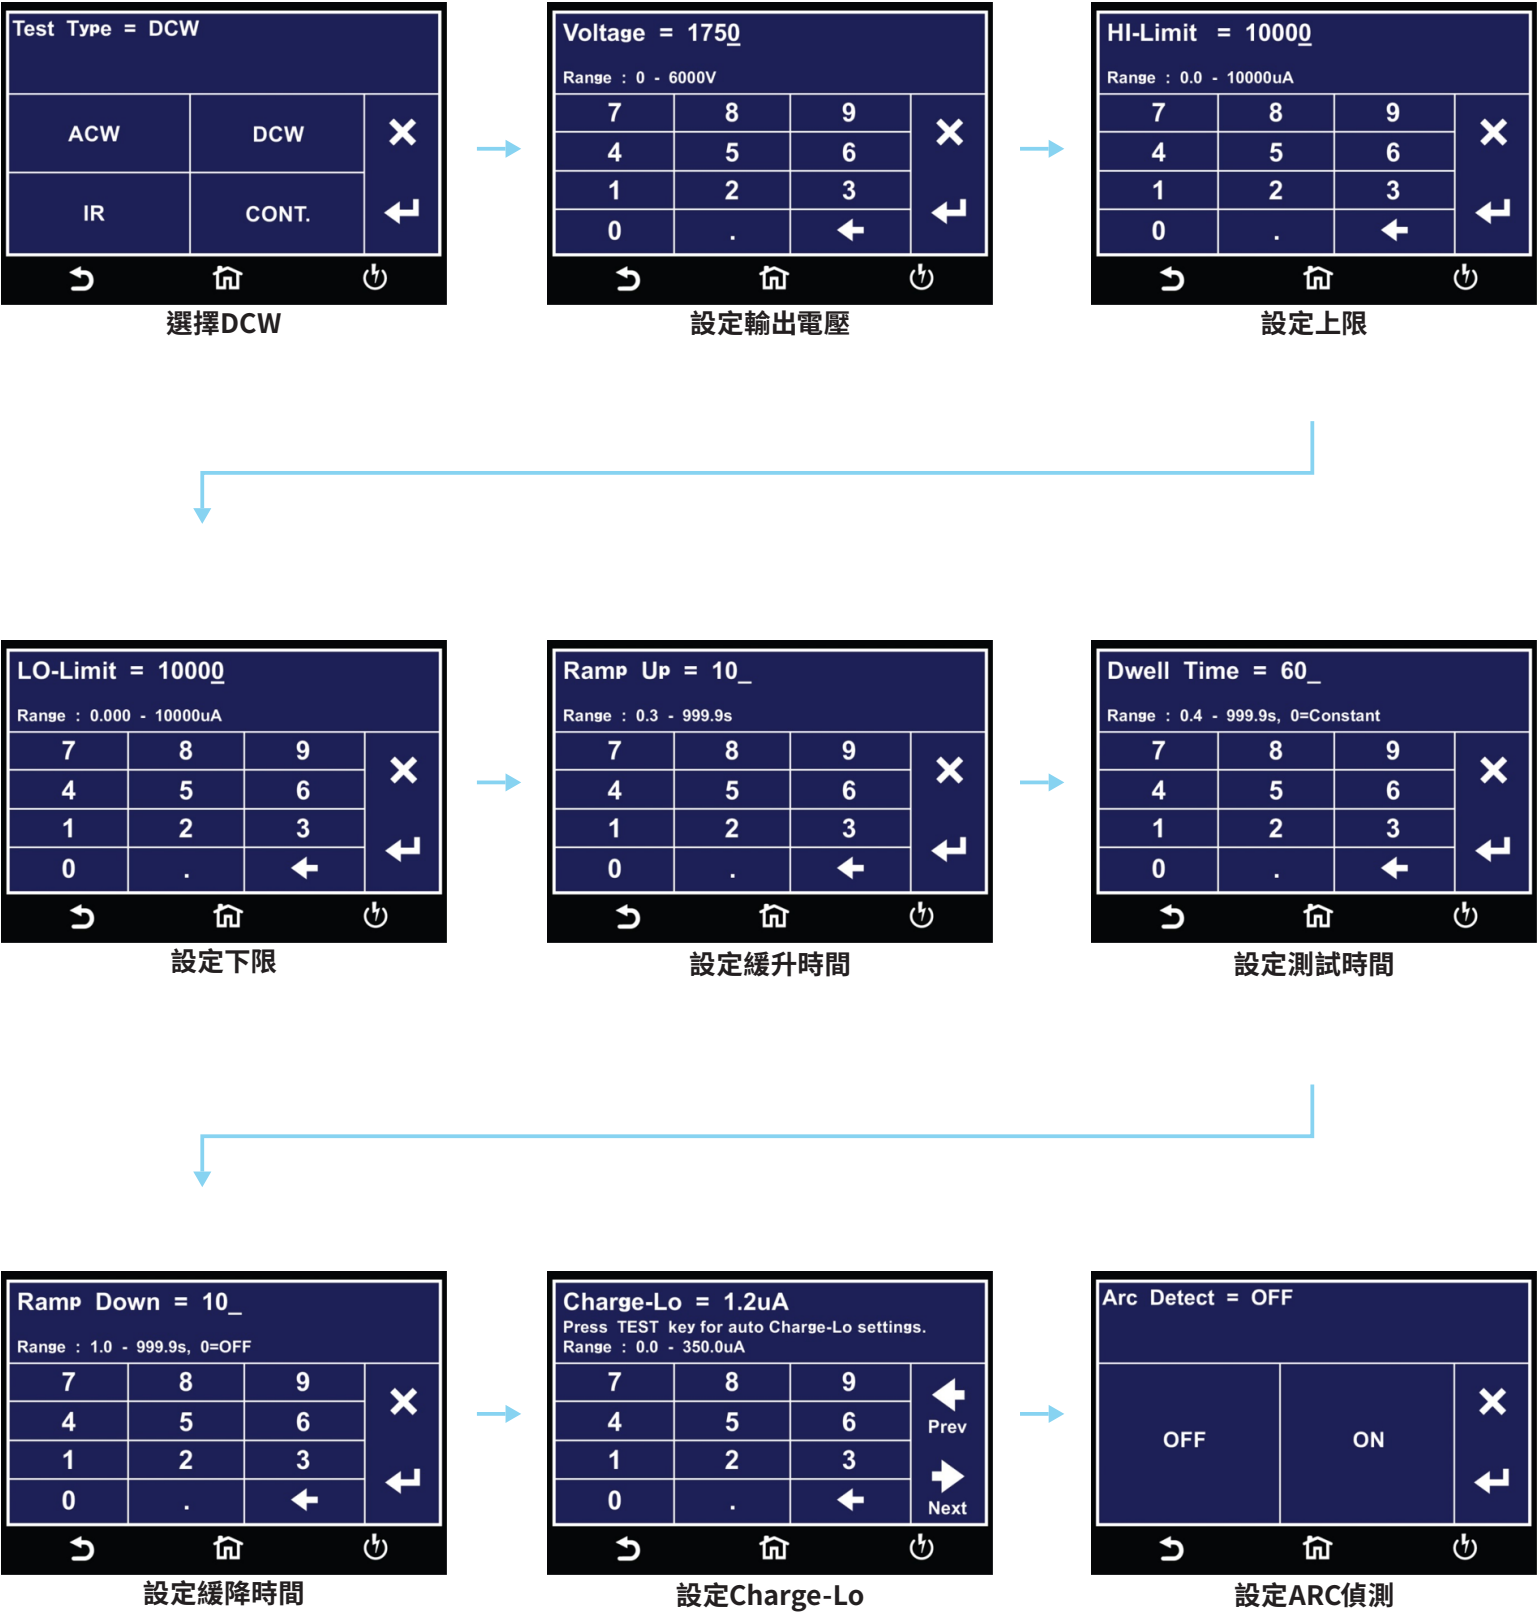 Test Type = DCW
ACW
DCW
IR
CONT.
選擇DCW
Voltage = 1750
Range : 0 - 6000V
7 8 9
4 5 6
1 2 3
0 .
設定輸出電壓
HI-Limit = 10000
Range : 0.0 - 10000uA
7 8 9
4 5 6
1 2 3
0 .
設定上限
LO-Limit = 10000
Range : 0.000 - 10000uA
7 8 9
4 5 6
1 2 3
0 .
設定下限
Ramp Up = 10_
Range : 0.3 - 999.9s
7 8 9
4 5 6
1 2 3
0 .
設定緩升時間
Dwell Time = 60_
Range : 0.4 - 999.9s, 0=Constant
7 8 9
4 5 6
1 2 3
0 .
設定測試時間
Ramp Down = 10_
Range : 1.0 - 999.9s, 0=OFF
7 8 9
4 5 6
1 2 3
0 .
設定緩降時間
Charge-Lo = 1.2uA
Press TEST key for auto Charge-Lo settings.
Range : 0.0 - 350.0uA
7 8 9
4 5 6
1 2 3
0 .
Prev
Next
設定Charge-Lo
Arc Detect = OFF
OFF
ON
設定ARC偵測